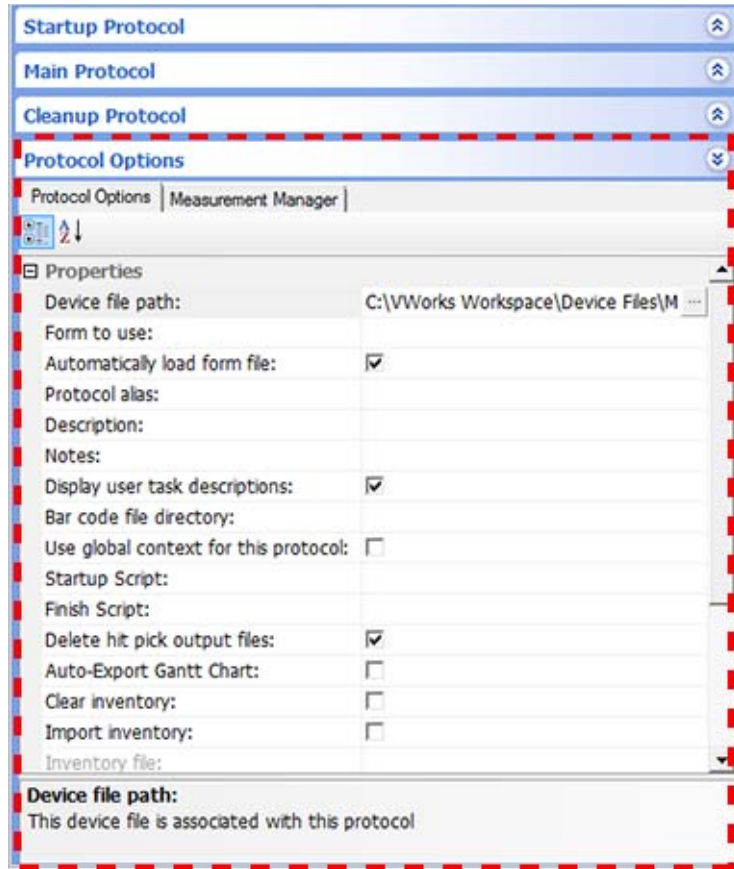 Startup Protocol
Main Protocol
Cleanup Protocol
Protocol Options
Protocol Options Measurement Manager
Properties
Device file path: C:\VWorks Workspace\Device Files\M ...
Form to use:
Automatically load form file:
Protocol alias:
Description:
Notes:
Display user task descriptions:
Bar code file directory:
Use global context for this protocol:
Startup Script:
Finish Script:
Delete hit pick output files:
Auto-Export Gantt Chart:
Clear inventory:
Import inventory:
Inventory file:
Device file path:
This device file is associated with this protocol